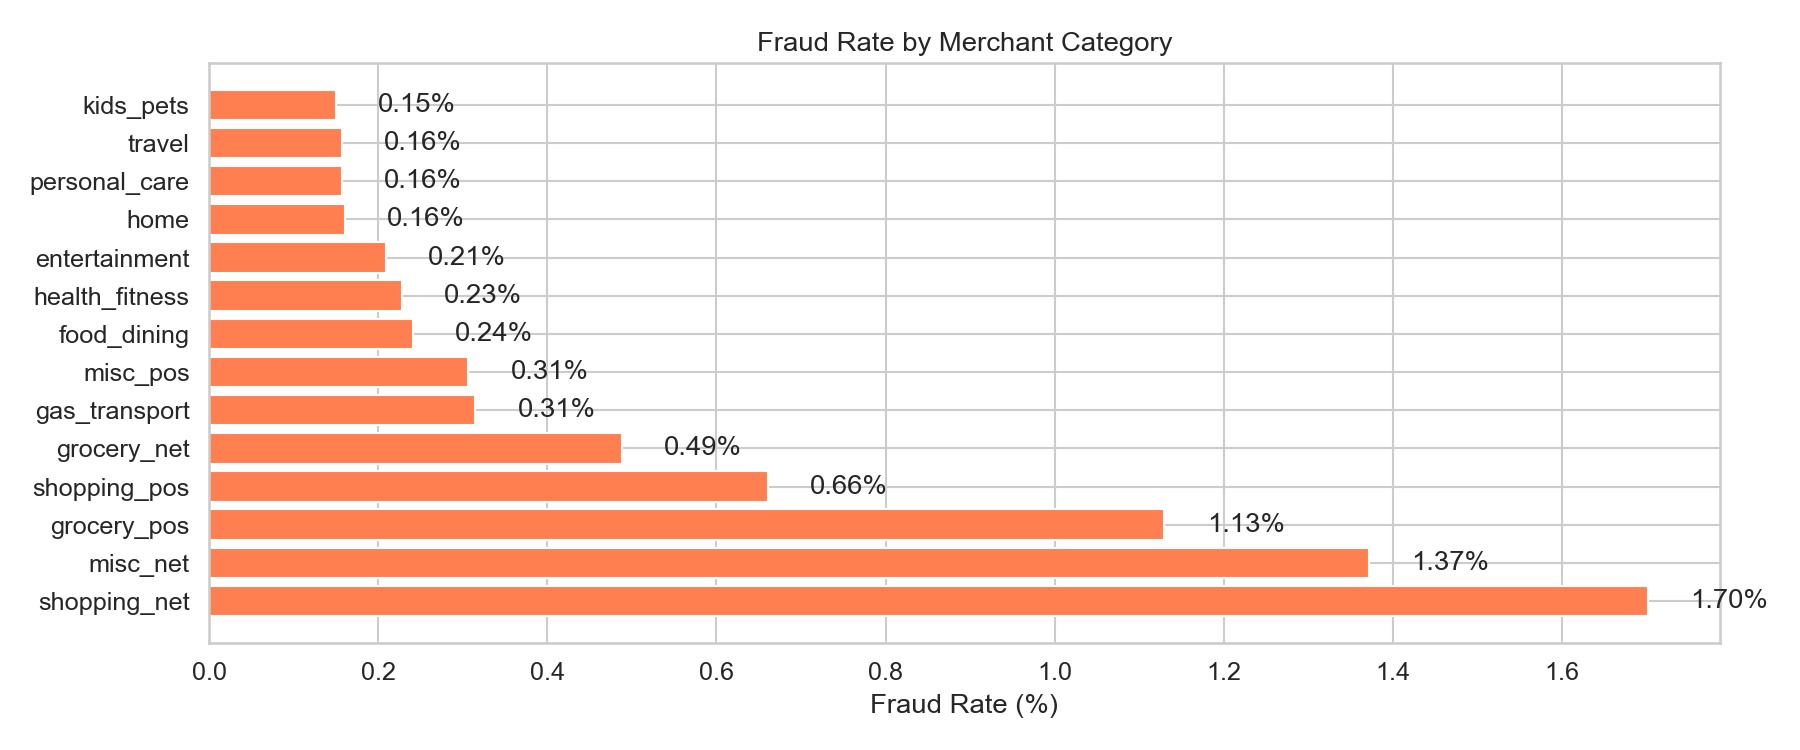 Fraud Rate by Merchant Category
kids_pets 0.15%
travel 0.16%
personal_care 0.16%
home 0.16%
entertainment 0.21%
health_fitness 0.23%
food_dining 0.24%
misc_pos 0.31%
gas_transport 0.31%
grocery_net 0.49%
shopping_pos 0.66%
grocery_pos 1.13%
misc_net 1.37%
shopping_net 1.70%
0.0 0.2 0.4 0.6 0.8 1.0 1.2 1.4 1.6
Fraud Rate (%)